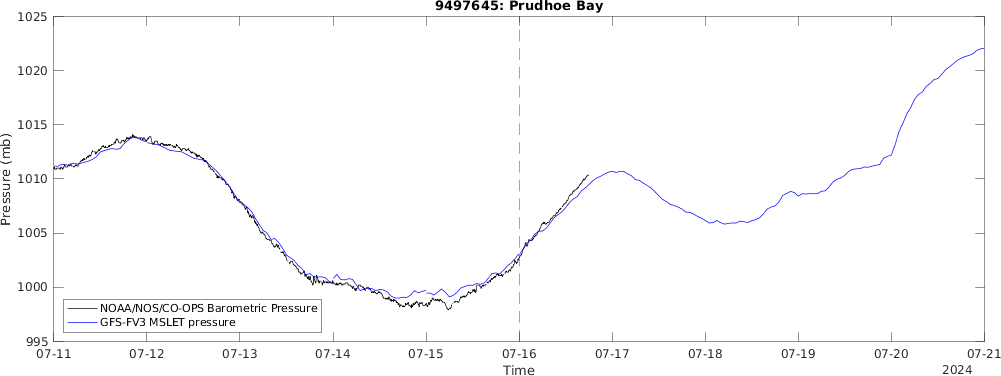 9497645: Prudhoe Bay
Pressure (mb)
1025
1020
1015
1010
1005
1000
995
NOAA/NOS/CO-OPS Barometric Pressure
GFS-FV3 MSLET pressure
07-11 07-12 07-13 07-14 07-15 07-16 07-17 07-18 07-19 07-20 07-21
Time
2024